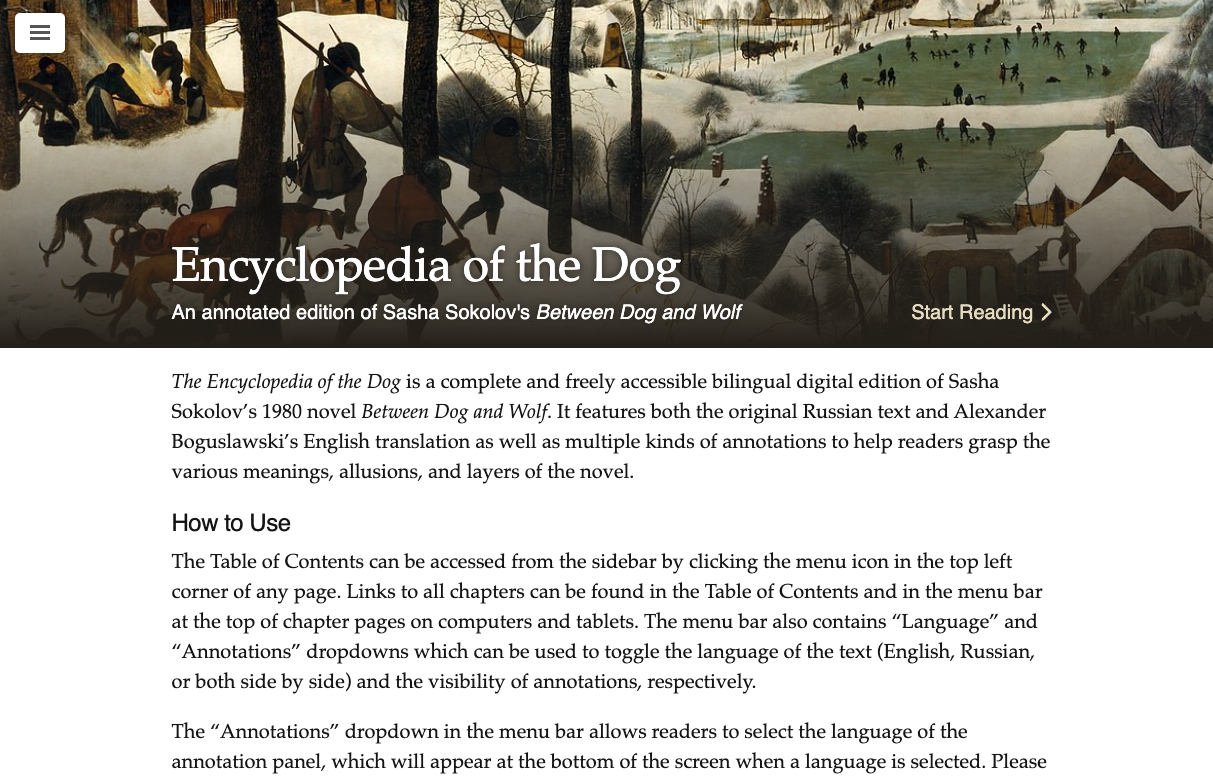 Encyclopedia of the Dog
An annotated edition of Sasha Sokolov's Between Dog and Wolf
Start Reading
The Encyclopedia of the Dog is a complete and freely accessible bilingual digital edition of Sasha
Sokolov’s 1980 novel Between Dog and Wolf. It features both the original Russian text and Alexander
Boguslawski’s English translation as well as multiple kinds of annotations to help readers grasp the
various meanings, allusions, and layers of the novel.
How to Use
The Table of Contents can be accessed from the sidebar by clicking the menu icon in the top left
corner of any page. Links to all chapters can be found in the Table of Contents and in the menu bar
at the top of chapter pages on computers and tablets. The menu bar also contains “Language” and
“Annotations” dropdowns which can be used to toggle the language of the text (English, Russian,
or both side by side) and the visibility of annotations, respectively.
The “Annotations” dropdown in the menu bar allows readers to select the language of the
annotation panel, which will appear at the bottom of the screen when a language is selected. Please